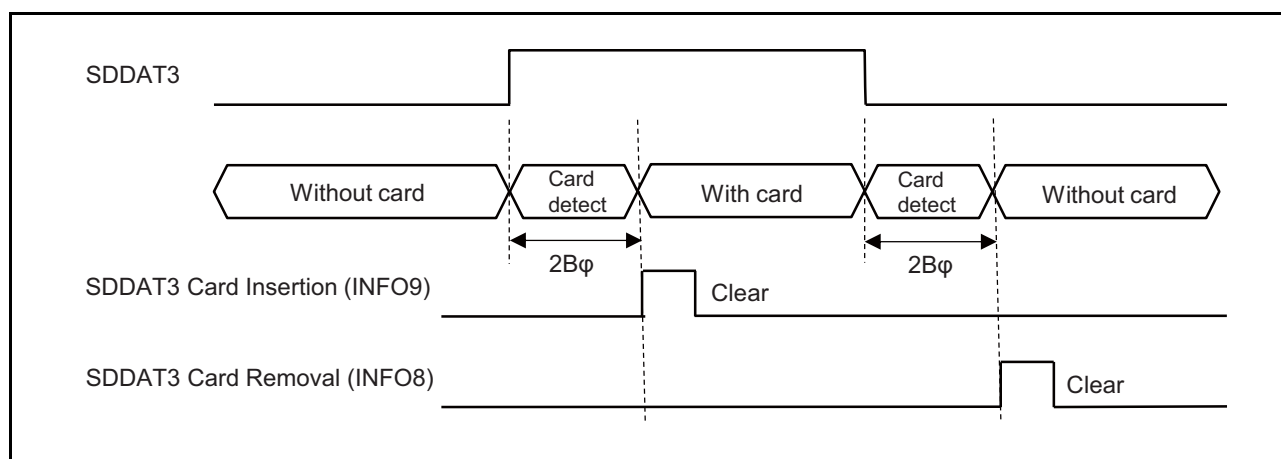 SDDAT3
Without card
Card
detect
With card
Card
detect
Without card
2Bφ
2Bφ
SDDAT3 Card Insertion (INFO9)
Clear
SDDAT3 Card Removal (INFO8)
Clear